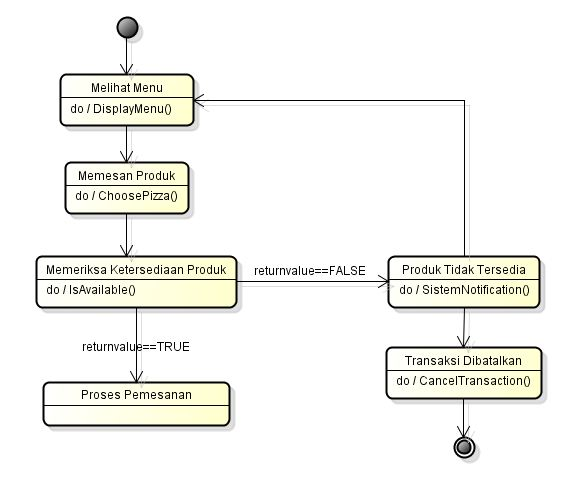 Melihat Menu
do / DisplayMenu()
Memesan Produk
do / ChoosePizza()
Memeriksa Ketersediaan Produk
do / IsAvailable()
returnvalue==FALSE
Produk Tidak Tersedia
do / SistemNotification()
returnvalue==TRUE
Transaksi Dibatalkan
do / CancelTransaction()
Proses Pemesanan